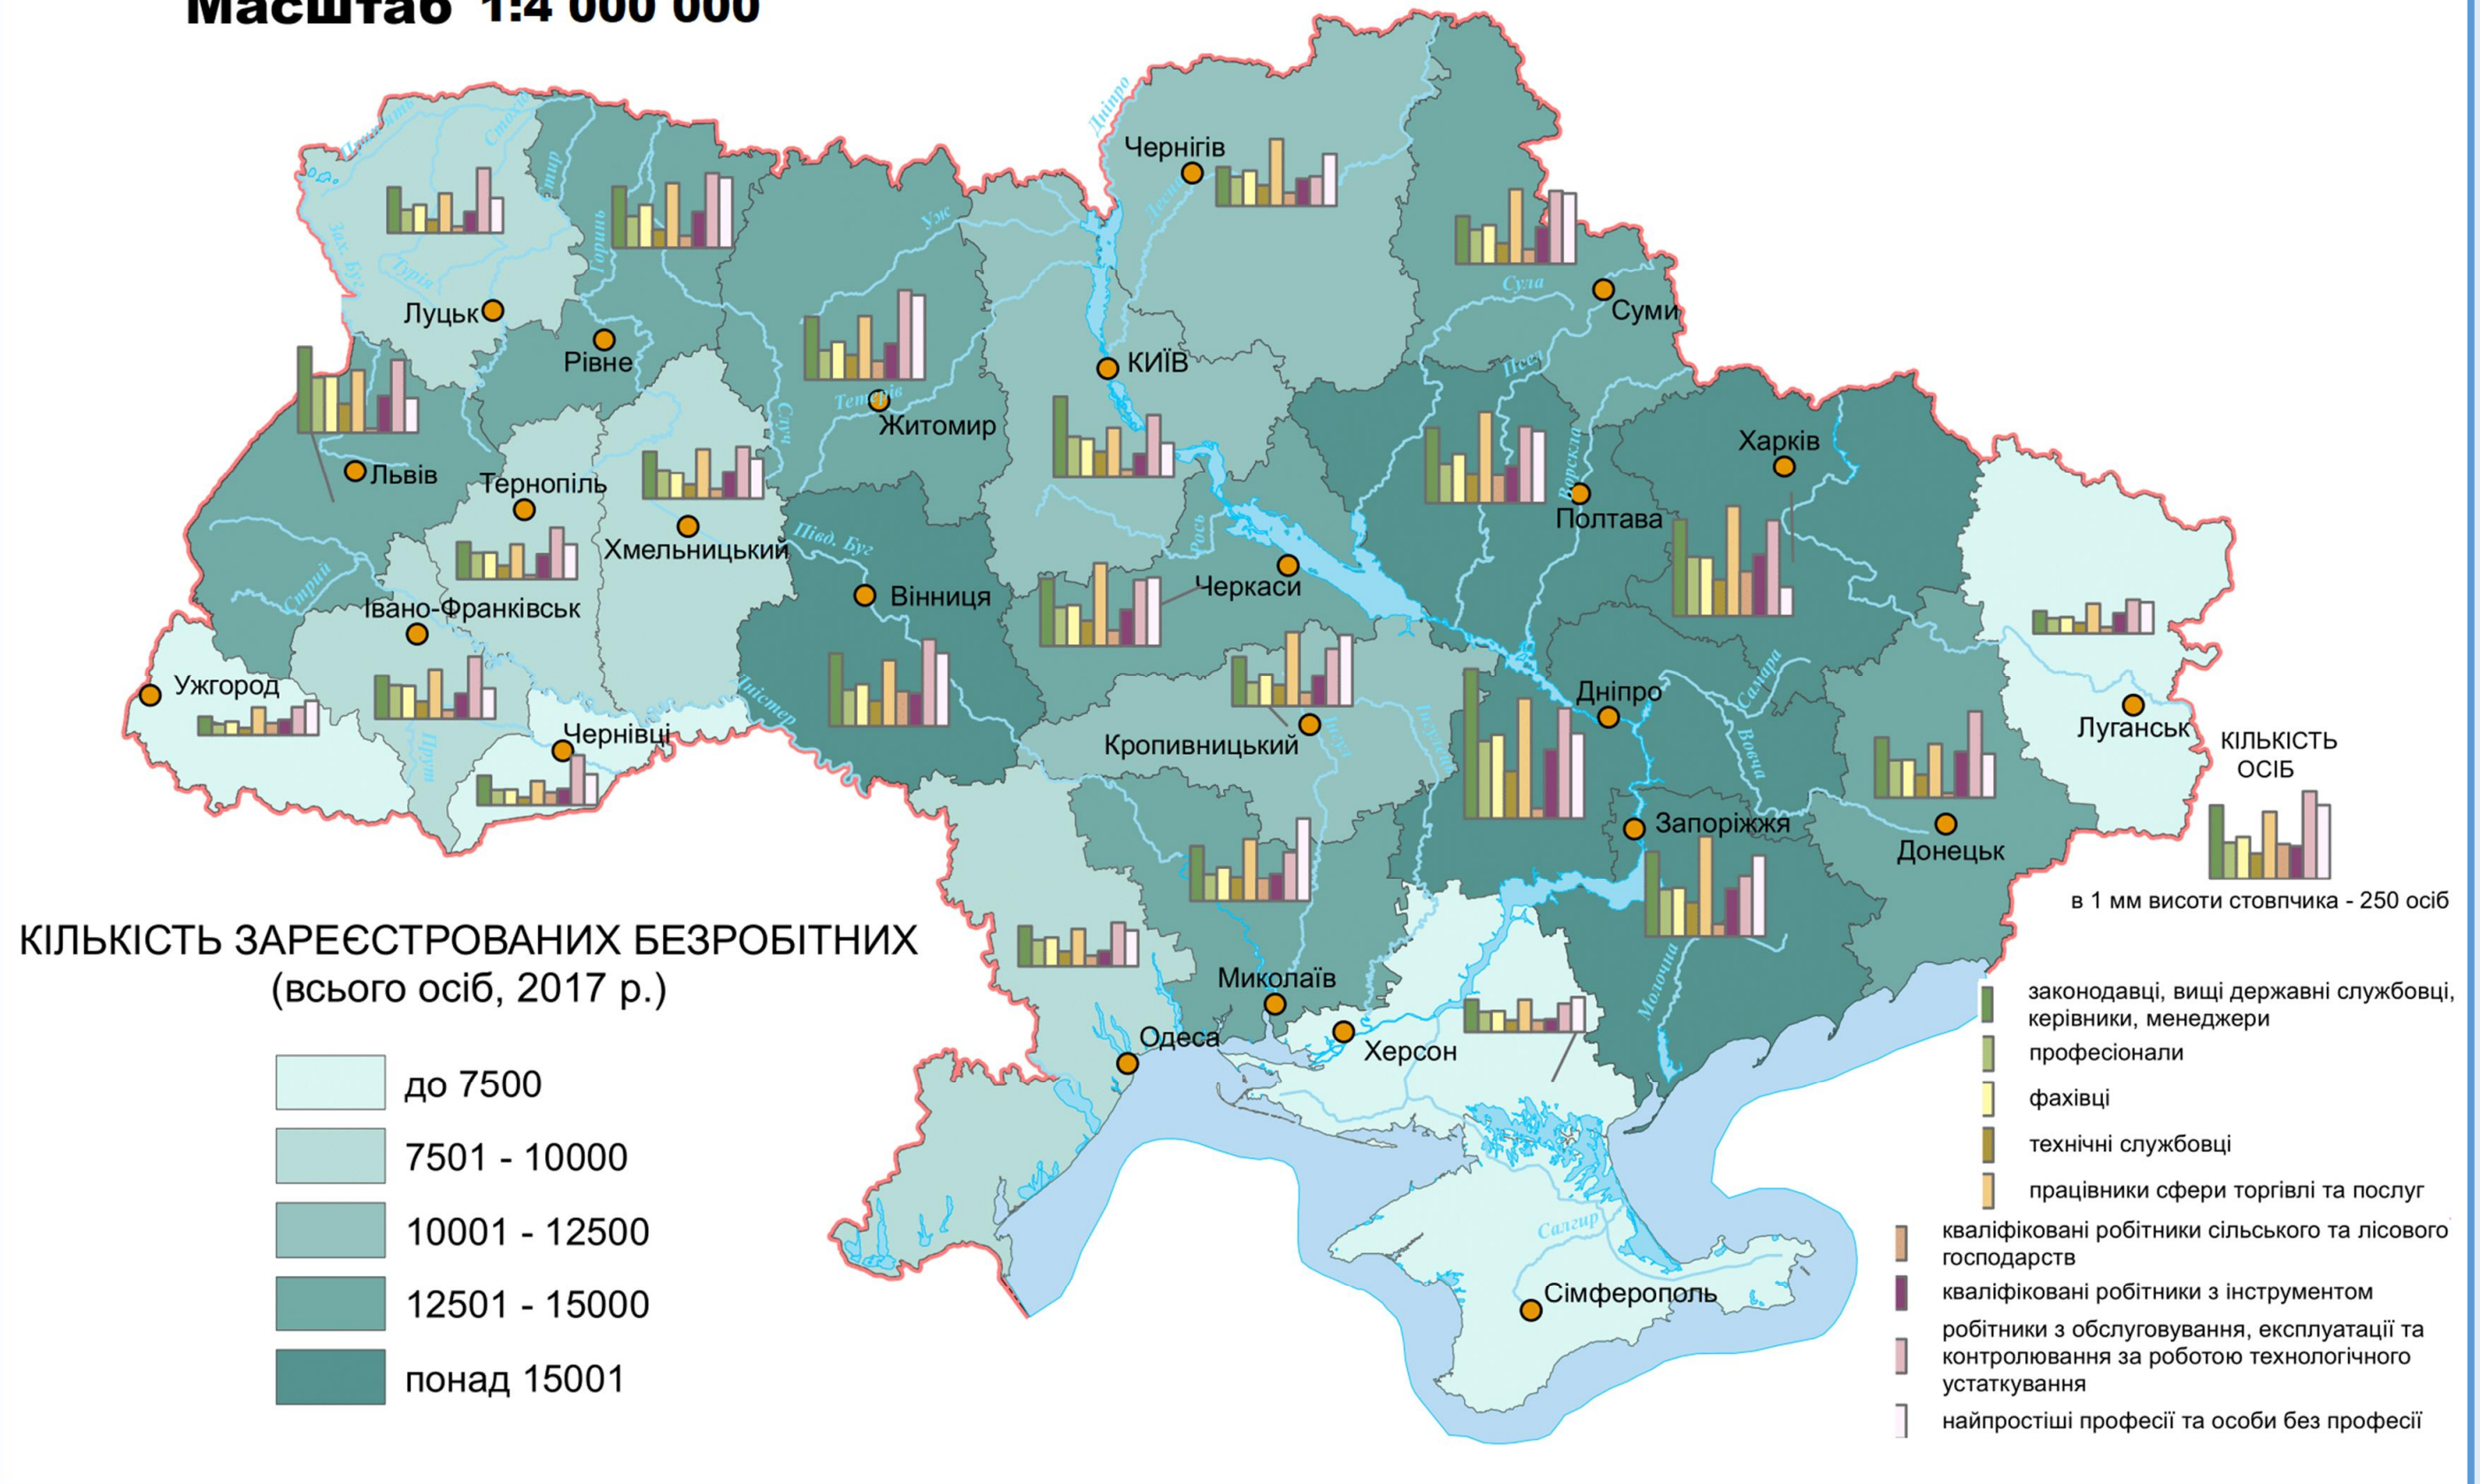 Масштаб 1:4 000 000
Дніпро
Чернігів
Десна
Прип'ять
Стохід
Стир
Горинь
Зах. Буг
Турія
Луцьк
Рівне
Уж
Сула
Суми
КИЇВ
Псел
Тетерів
Житомир
Случ
Львів
Тернопіль
Хмельницький
Півд. Буг
Вінниця
Рось
Черкаси
Ворскла
Полтава
Харків
Стрий
Івано-Франківськ
Ужгород
Чернівці
Прут
Дністер
Кропивницький
Інгул
Інгулець
Дніпро
Самара
Вовча
Луганськ
Запоріжжя
Донецьк
КІЛЬКІСТЬ
ОСІБ
в 1 мм висоти стовпчика - 250 осіб
Молочна
Миколаїв
Одеса
Херсон
Салгир
Сімферополь
КІЛЬКІСТЬ ЗАРЕЄСТРОВАНИХ БЕЗРОБІТНИХ
(всього осіб, 2017 р.)
до 7500
7501 - 10000
10001 - 12500
12501 - 15000
понад 15001
законодавці, вищі державні службовці,
керівники, менеджери
професіонали
фахівці
технічні службовці
працівники сфери торгівлі та послуг
кваліфіковані робітники сільського та лісового
господарств
кваліфіковані робітники з інструментом
робітники з обслуговування, експлуатації та
контролювання за роботою технологічного
устаткування
найпростіші професії та особи без професії